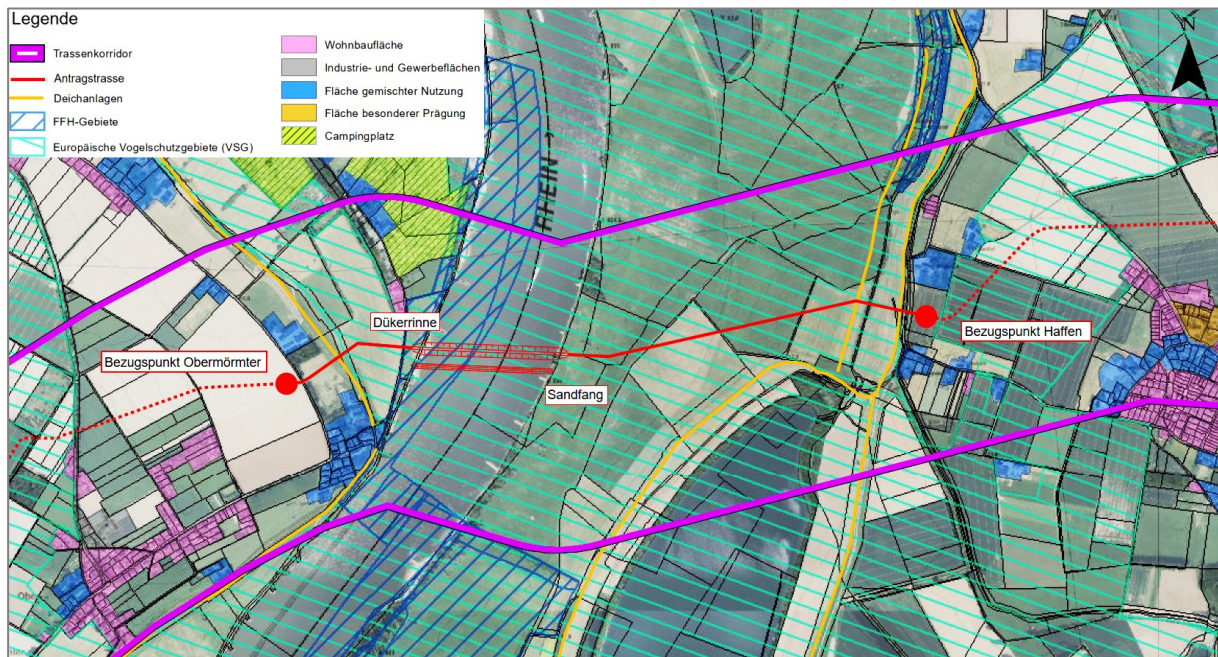 Legende
Trassenkorridor
Antragstrasse
Deichanlagen
FFH-Gebiete
Europäische Vogelschutzgebiete (VSG)
Wohnbaufläche
Industrie- und Gewerbeflächen
Fläche gemischter Nutzung
Fläche besonderer Prägung
Campingplatz
N
RHEIN
Dükerrinne
Bezugspunkt Obermörmter
Bezugspunkt Haffen
Sandfang